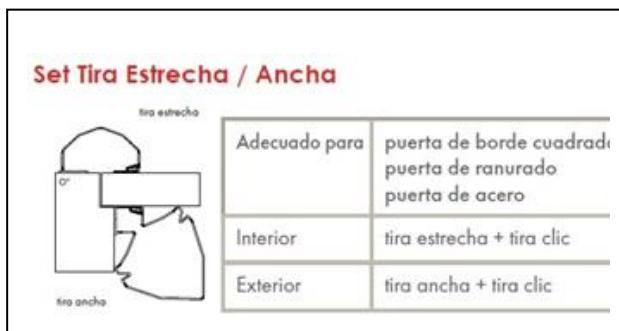 Set Tira Estrecha / Ancha
tira estrecha
0°
tira ancha
Adecuado para
puerta de borde cuadrado
puerta de ranurado
puerta de acero
Interior
tira estrecha + tira clic
Exterior
tira ancha + tira clic